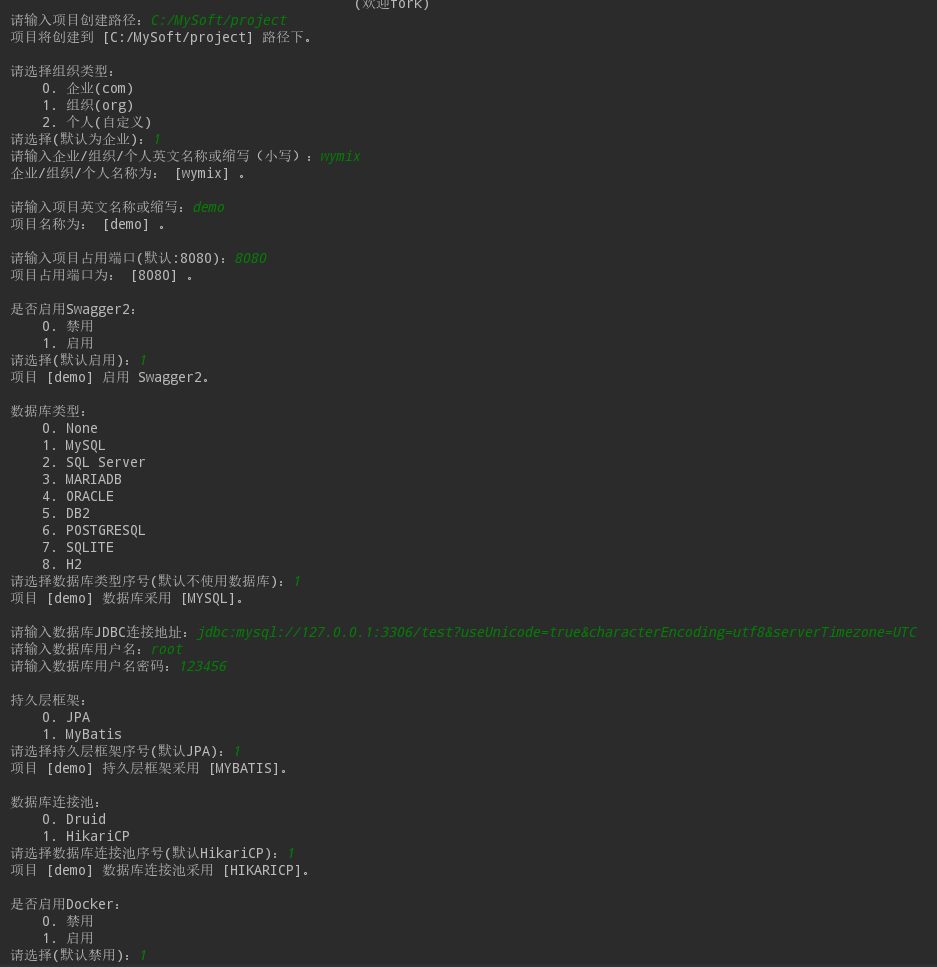 (欢迎fork)
请输入项目创建路径：C:/MySoft/project
项目将创建到 [C:/MySoft/project] 路径下。
请选择组织类型：
0. 企业(com)
1. 组织(org)
2. 个人(自定义)
请选择(默认为企业)：1
请输入企业/组织/个人英文名称或缩写（小写）：wymix
企业/组织/个人名称为： [wymix] 。
请输入项目英文名称或缩写：demo
项目名称为： [demo] 。
请输入项目占用端口(默认:8080)：8080
项目占用端口为： [8080] 。
是否启用Swagger2：
0. 禁用
1. 启用
请选择(默认启用)：1
项目 [demo] 启用 Swagger2。
数据库类型：
0. None
1. MySQL
2. SQL Server
3. MARIADB
4. ORACLE
5. DB2
6. POSTGRESQL
7. SQLITE
8. H2
请选择数据库类型序号(默认不使用数据库)：1
项目 [demo] 数据库采用 [MYSQL]。
请输入数据库JDBC连接地址：jdbc:mysql://127.0.0.1:3306/test?useUnicode=true&characterEncoding=utf8&serverTimezone=UTC
请输入数据库用户名：root
请输入数据库用户名密码：123456
持久层框架：
0. JPA
1. MyBatis
请选择持久层框架序号(默认JPA)：1
项目 [demo] 持久层框架采用 [MYBATIS]。
数据库连接池：
0. Druid
1. HikariCP
请选择数据库连接池序号(默认HikariCP)：1
项目 [demo] 数据库连接池采用 [HIKARICP]。
是否启用Docker：
0. 禁用
1. 启用
请选择(默认禁用)：1